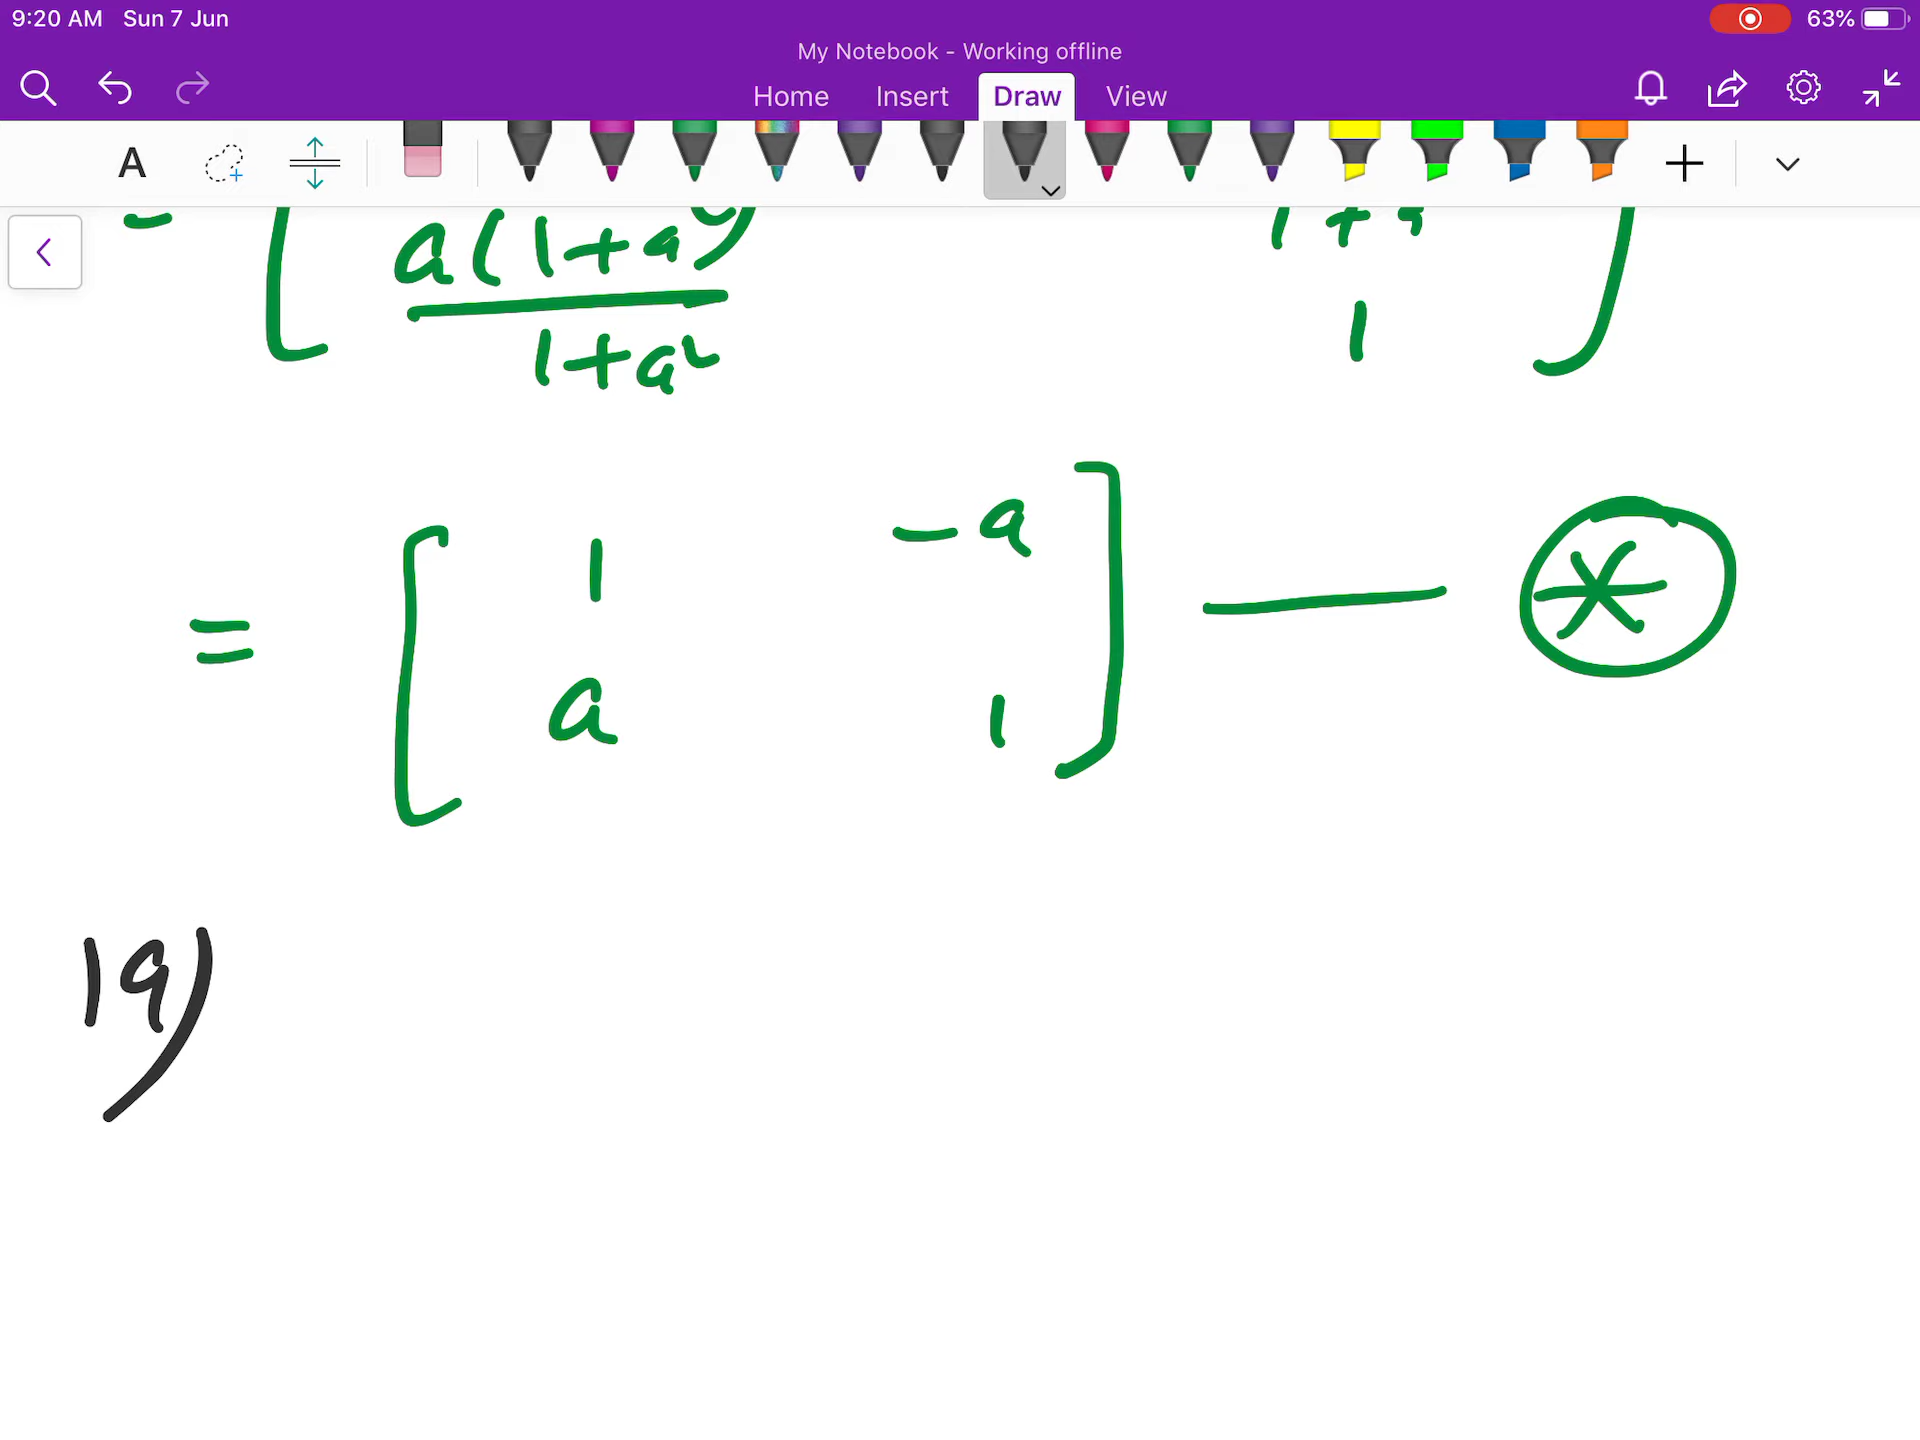 9:20 AM Sun 7 Jun 63%
My Notebook - Working offline
Home Insert Draw View
A
a(1+a²)
1+a²
1+a
1
= [ 1 -a
a 1 ] — ⊛
19)